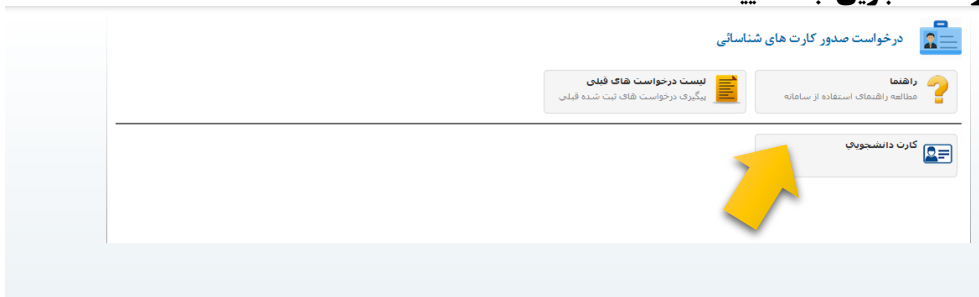 درخواست صدور کارت های شناسائی
راهنما
مطالعه راهنمای استفاده از سامانه
لیست درخواست های قبلی
پیگیری درخواست های ثبت شده قبلی
کارت دانشجویي